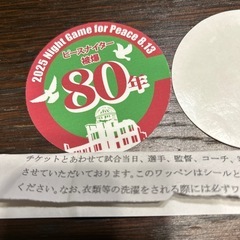 2025 Night Game for Peace 8.13
ピースナイター
被爆
80年
チケットとあわせて試合当日、選手、監督、コーチ、
させていただいております。このワッペンはシールと
ください。なお、衣類等の洗濯をされる際には必ずワ